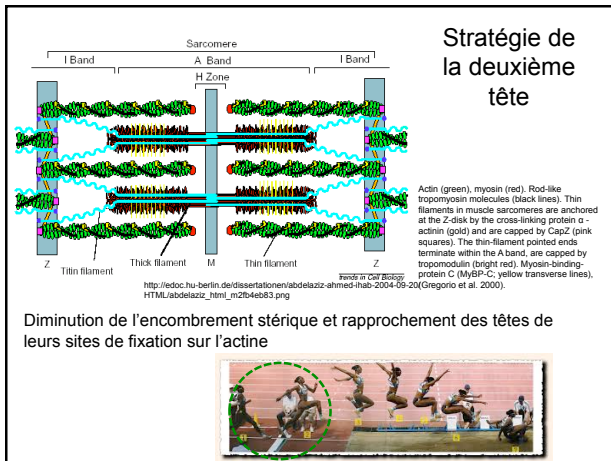 Stratégie de
la deuxième
tête
Sarcomere
I Band
A Band
I Band
H Zone
Z
Titin filament
Thick filament
M
Thin filament
Z
trends in Cell Biology
Actin (green), myosin (red). Rod-like
tropomyosin molecules (black lines). Thin
filaments in muscle sarcomeres are anchored
at the Z-disk by the cross-linking protein α -
actinin (gold) and are capped by CapZ (pink
squares). The thin-filament pointed ends
terminate within the A band, are capped by
tropomodulin (bright red). Myosin-binding-
protein C (MyBP-C; yellow transverse lines),
(Gregorio et al. 2000).
http://edoc.hu-berlin.de/dissertationen/abdelaziz-ahmed-ihab-2004-09-20/
HTML/abdelaziz_html_m2fb4eb83.png
Diminution de l’encombrement stérique et rapprochement des têtes de
leurs sites de fixation sur l’actine